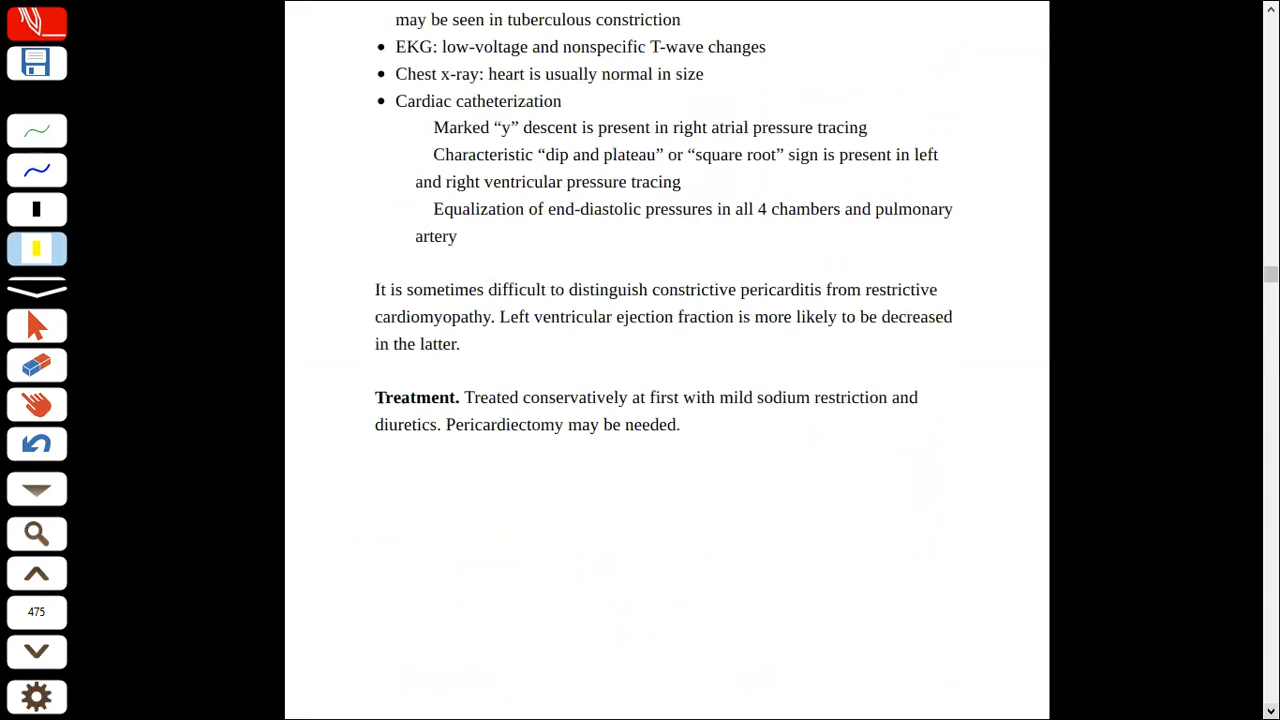 may be seen in tuberculous constriction
• EKG: low-voltage and nonspecific T-wave changes
• Chest x-ray: heart is usually normal in size
• Cardiac catheterization
Marked “y” descent is present in right atrial pressure tracing
Characteristic “dip and plateau” or “square root” sign is present in left
and right ventricular pressure tracing
Equalization of end-diastolic pressures in all 4 chambers and pulmonary
artery
It is sometimes difficult to distinguish constrictive pericarditis from restrictive
cardiomyopathy. Left ventricular ejection fraction is more likely to be decreased
in the latter.
Treatment. Treated conservatively at first with mild sodium restriction and
diuretics. Pericardiectomy may be needed.
475